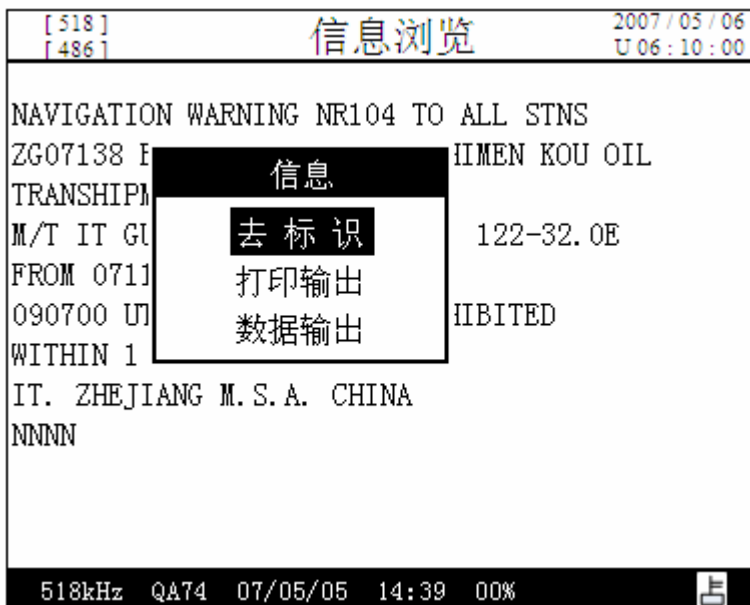 [ 518 ]
[ 486 ]
信息浏览
2007 / 05 / 06
U 06 : 10 : 00
NAVIGATION WARNING NR104 TO ALL STNS
ZG07138 HIMEN KOU OIL
TRANSHIPM
M/T IT GU 122-32.0E
FROM 0711
090700 UT HIBITED
WITHIN 1
IT. ZHEJIANG M.S.A. CHINA
NNNN
信息
去 标 识
打印输出
数据输出
518kHz QA74 07/05/05 14:39 00%